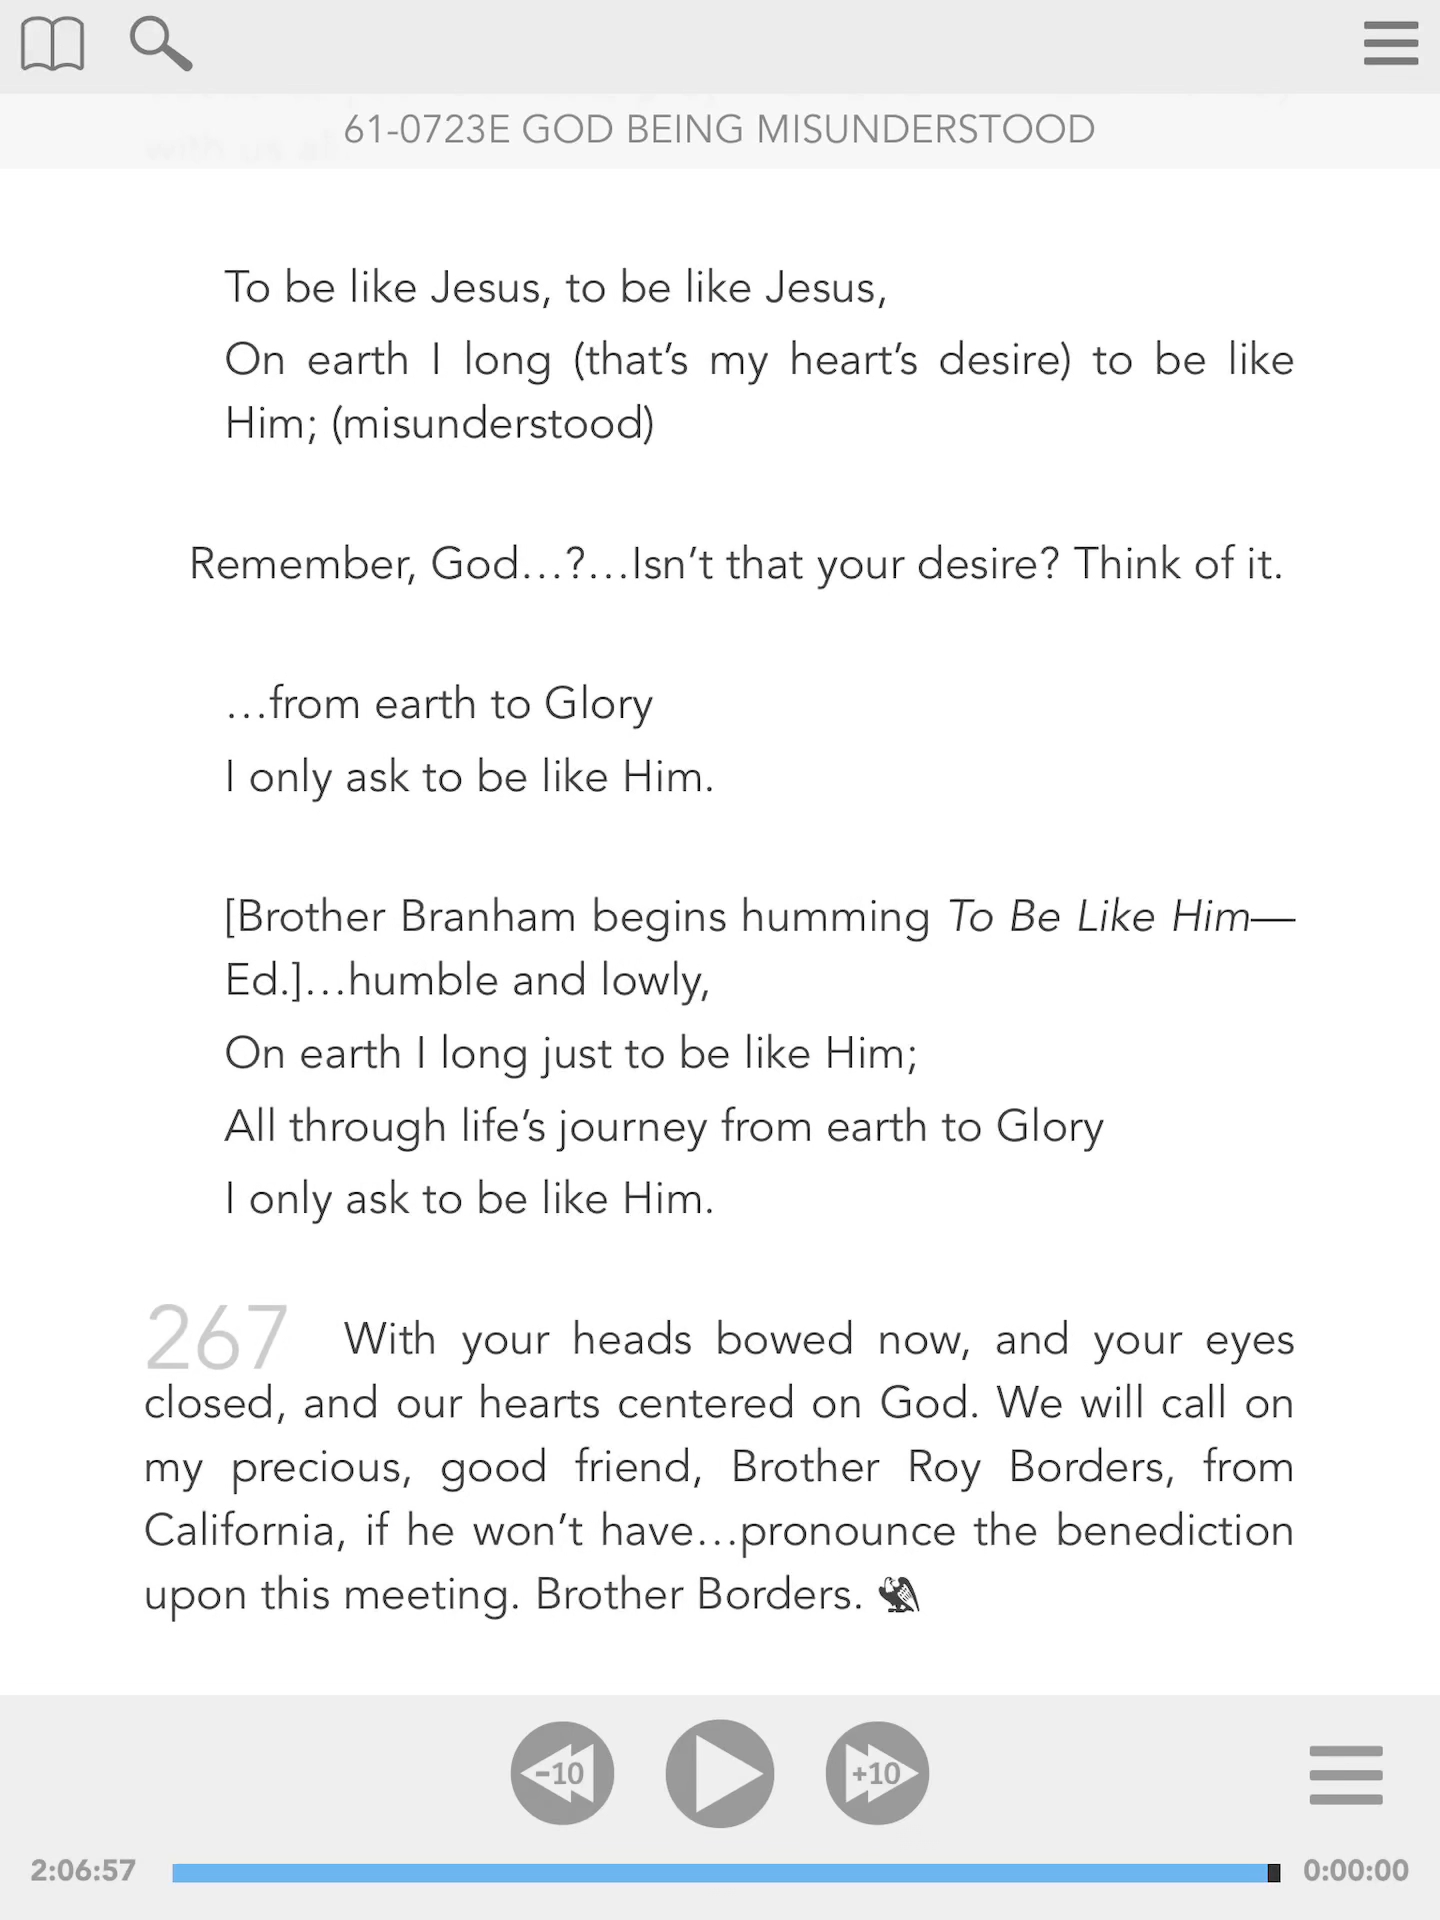 with us all
61-0723E GOD BEING MISUNDERSTOOD
To be like Jesus, to be like Jesus,
On earth I long (that’s my heart’s desire) to be like
Him; (misunderstood)
Remember, God…?…Isn’t that your desire? Think of it.
…from earth to Glory
I only ask to be like Him.
[Brother Branham begins humming To Be Like Him—
Ed.]…humble and lowly,
On earth I long just to be like Him;
All through life’s journey from earth to Glory
I only ask to be like Him.
267 With your heads bowed now, and your eyes
closed, and our hearts centered on God. We will call on
my precious, good friend, Brother Roy Borders, from
California, if he won’t have…pronounce the benediction
upon this meeting. Brother Borders.
-10 +10
2:06:57 0:00:00